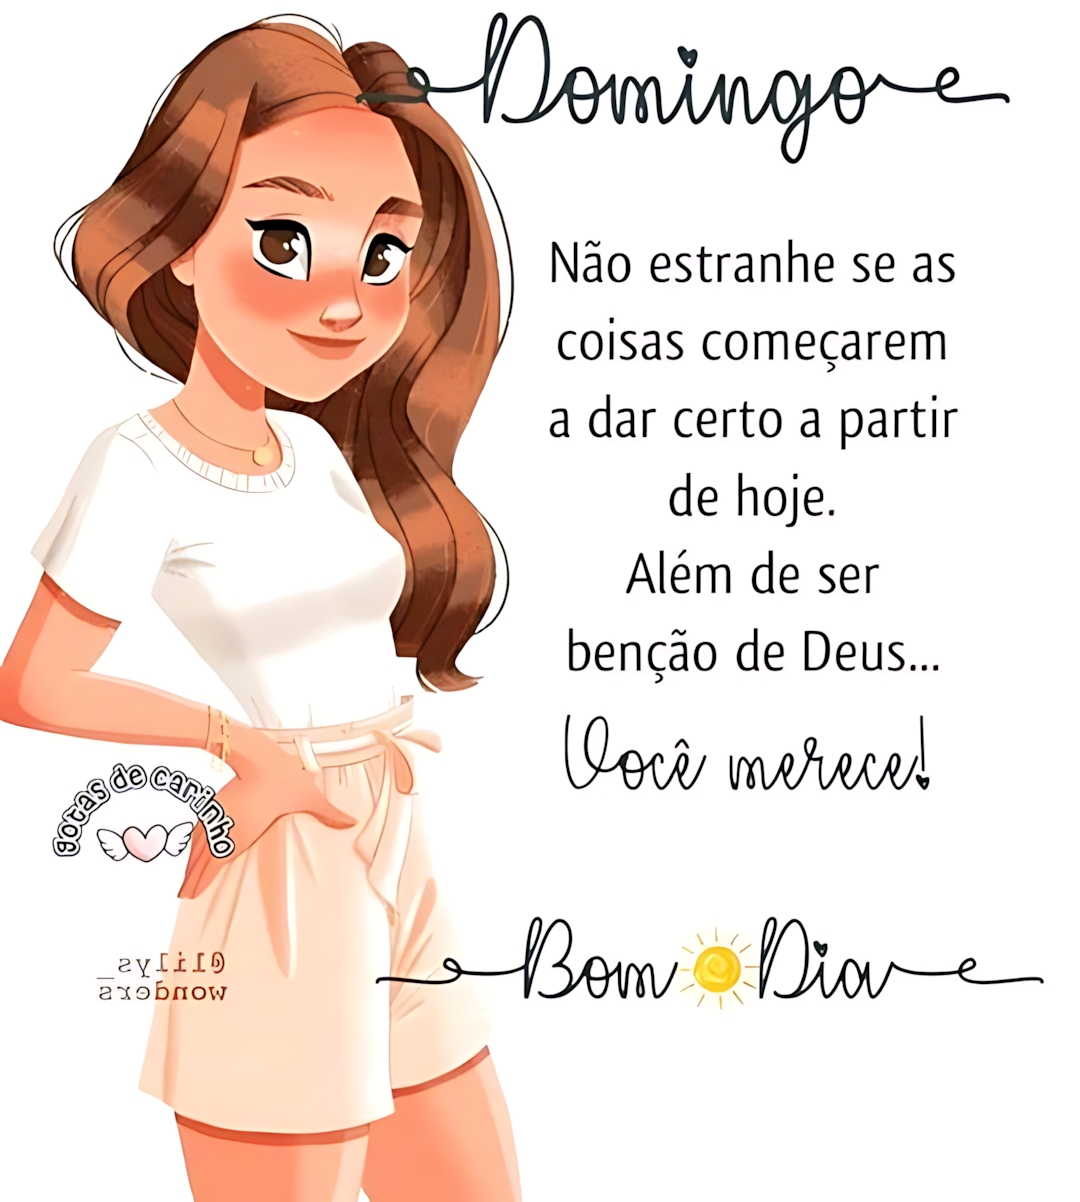 Domingo
Não estranhe se as
coisas começarem
a dar certo a partir
de hoje.
Além de ser
benção de Deus...
Você merece!
gotas de carinho
@lilys_
wonders
Bom Dia